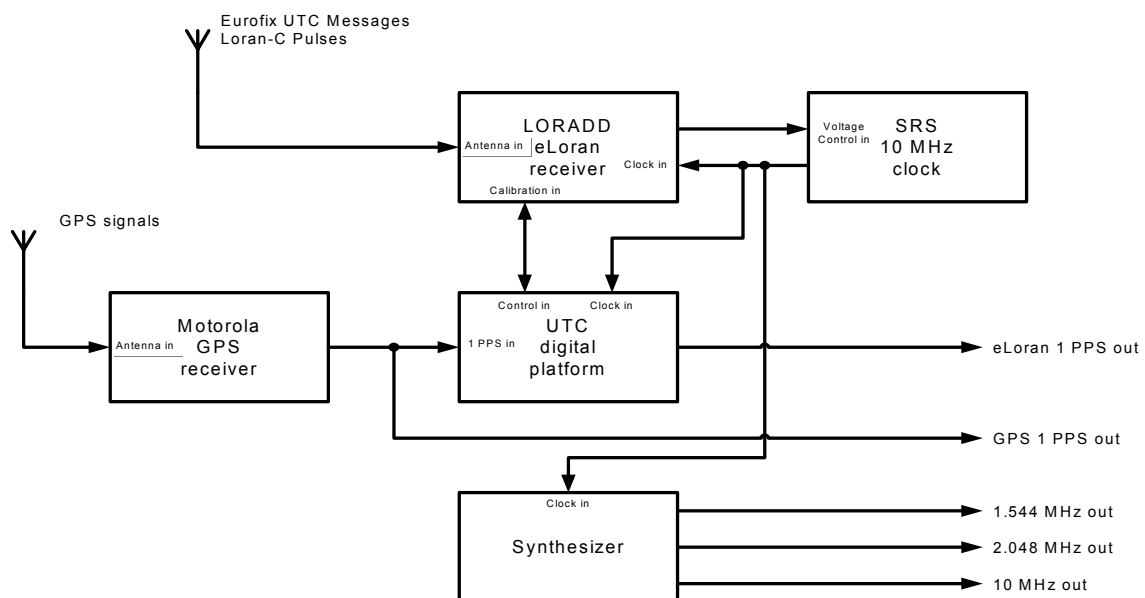 Eurofix UTC Messages
Loran-C Pulses
LORADD
eLoran
receiver
Antenna in
Clock in
Calibration in
Voltage
Control in
SRS
10 MHz
clock
GPS signals
Motorola
GPS
receiver
Antenna in
Control in
Clock in
1 PPS in
UTC
digital
platform
eLoran 1 PPS out
GPS 1 PPS out
Clock in
Synthesizer
1.544 MHz out
2.048 MHz out
10 MHz out